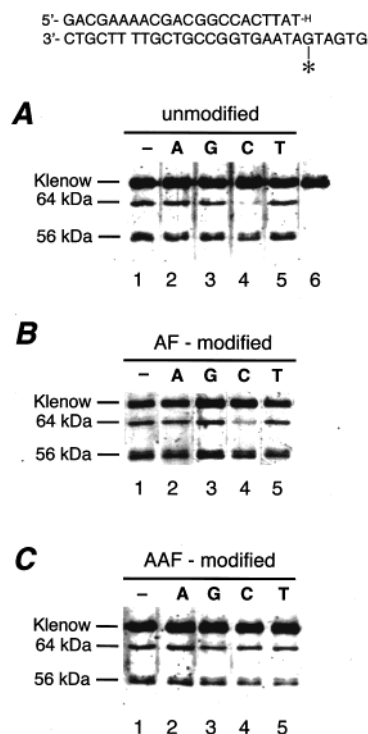 5'- GACGAAAACGACGGCCACTTAT-H
3'- CTGCTTTTGCTGCCGGTGAATAGTAGTG
*
A
unmodified
– A G C T
Klenow
64 kDa
56 kDa
1 2 3 4 5 6
B
AF - modified
– A G C T
Klenow
64 kDa
56 kDa
1 2 3 4 5
C
AAF - modified
– A G C T
Klenow
64 kDa
56 kDa
1 2 3 4 5